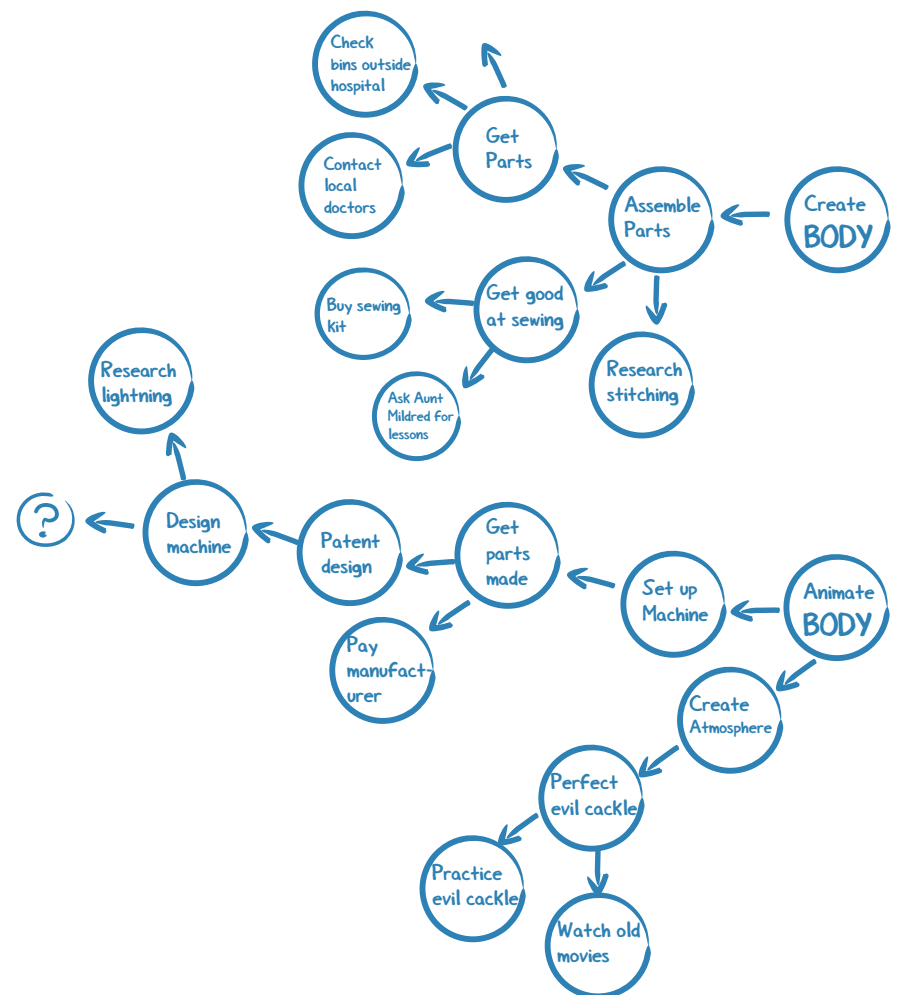 Check
bins outside
hospital
Get
Parts
Contact
local
doctors
Assemble
Parts
Create
BODY
Get good
at sewing
Buy sewing
kit
Research
stitching
Ask Aunt
Mildred for
lessons
Research
lightning
?
Design
machine
Patent
design
Get
parts
made
Set up
Machine
Animate
BODY
Pay
manufact-
urer
Create
Atmosphere
Perfect
evil cackle
Practice
evil cackle
Watch old
movies